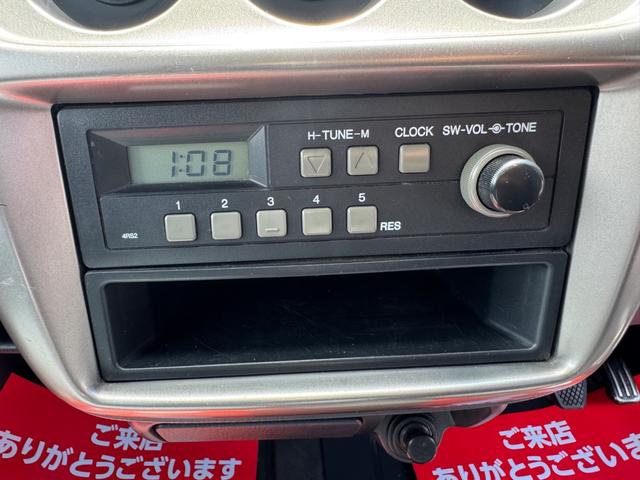 H-TUNE-M CLOCK SW-VOL TONE
1:08
1 2 3 4 5
4RS2
RES
ご来店
ありがとうございます
ご来店
ありがとうございます